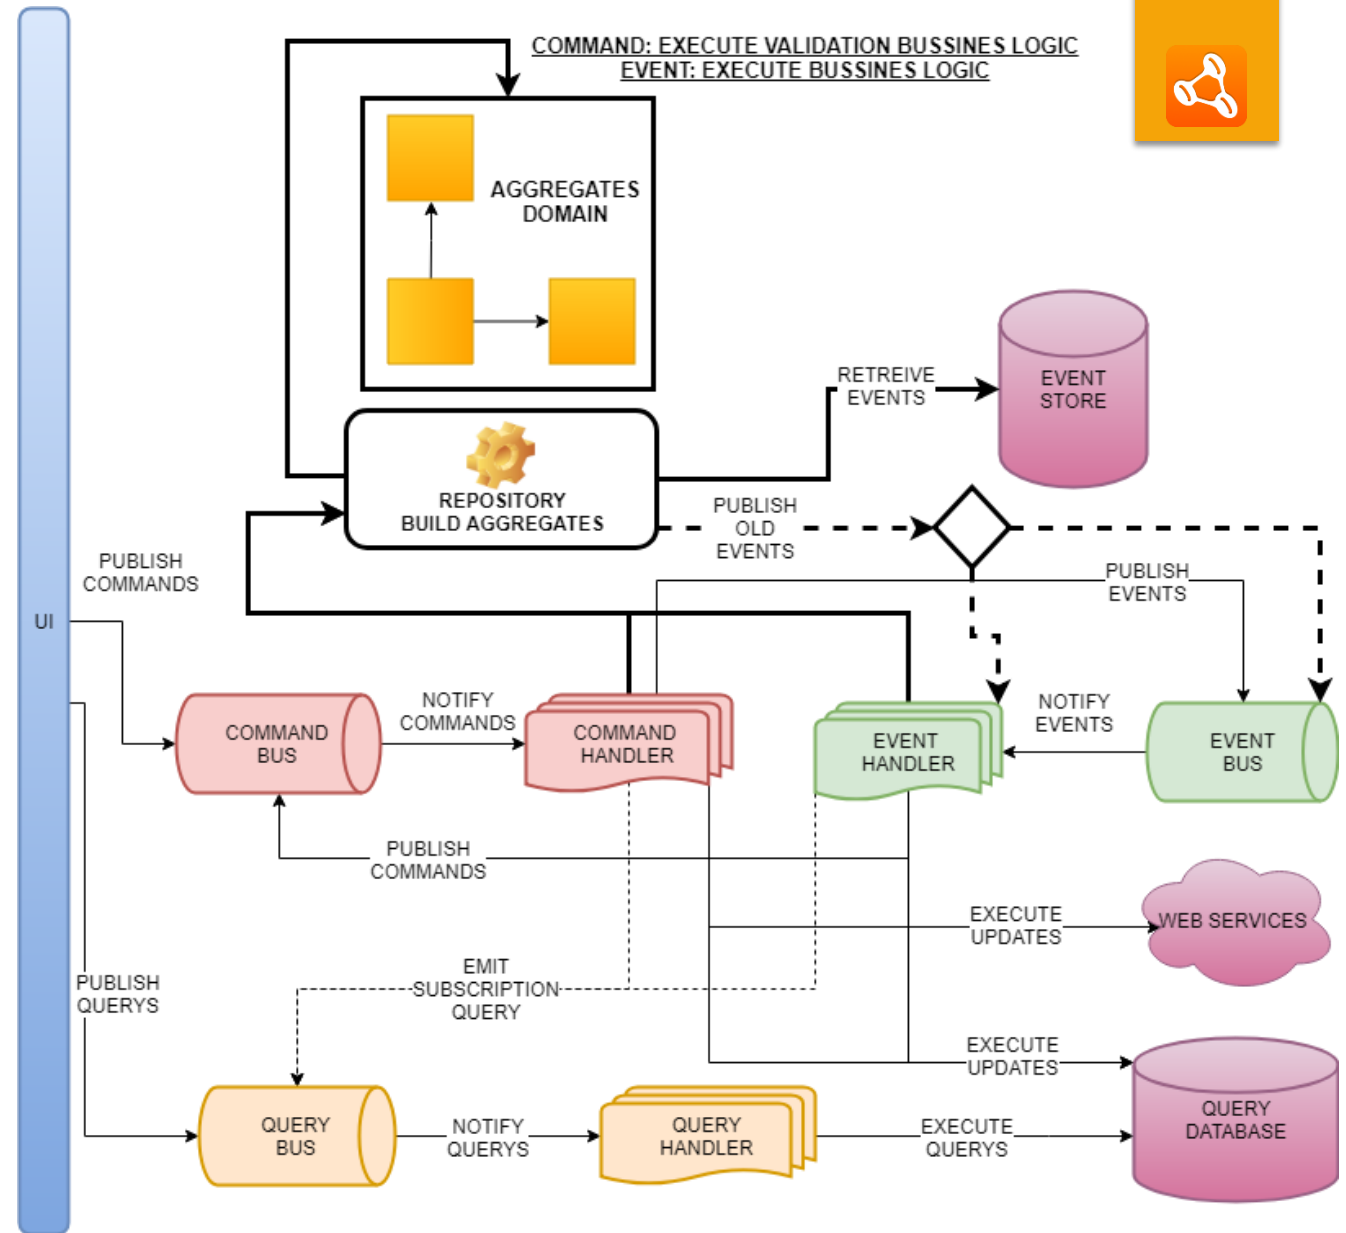 COMMAND: EXECUTE VALIDATION BUSSINES LOGIC
EVENT: EXECUTE BUSSINES LOGIC
AGGREGATES
DOMAIN
RETREIVE
EVENTS
EVENT
STORE
REPOSITORY
BUILD AGGREGATES
PUBLISH
OLD
EVENTS
PUBLISH
COMMANDS
PUBLISH
EVENTS
UI
COMMAND
BUS
NOTIFY
COMMANDS
COMMAND
HANDLER
EVENT
HANDLER
NOTIFY
EVENTS
EVENT
BUS
PUBLISH
COMMANDS
EXECUTE
UPDATES
WEB SERVICES
PUBLISH
QUERYS
EMIT
SUBSCRIPTION
QUERY
EXECUTE
UPDATES
QUERY
BUS
NOTIFY
QUERYS
QUERY
HANDLER
EXECUTE
QUERYS
QUERY
DATABASE